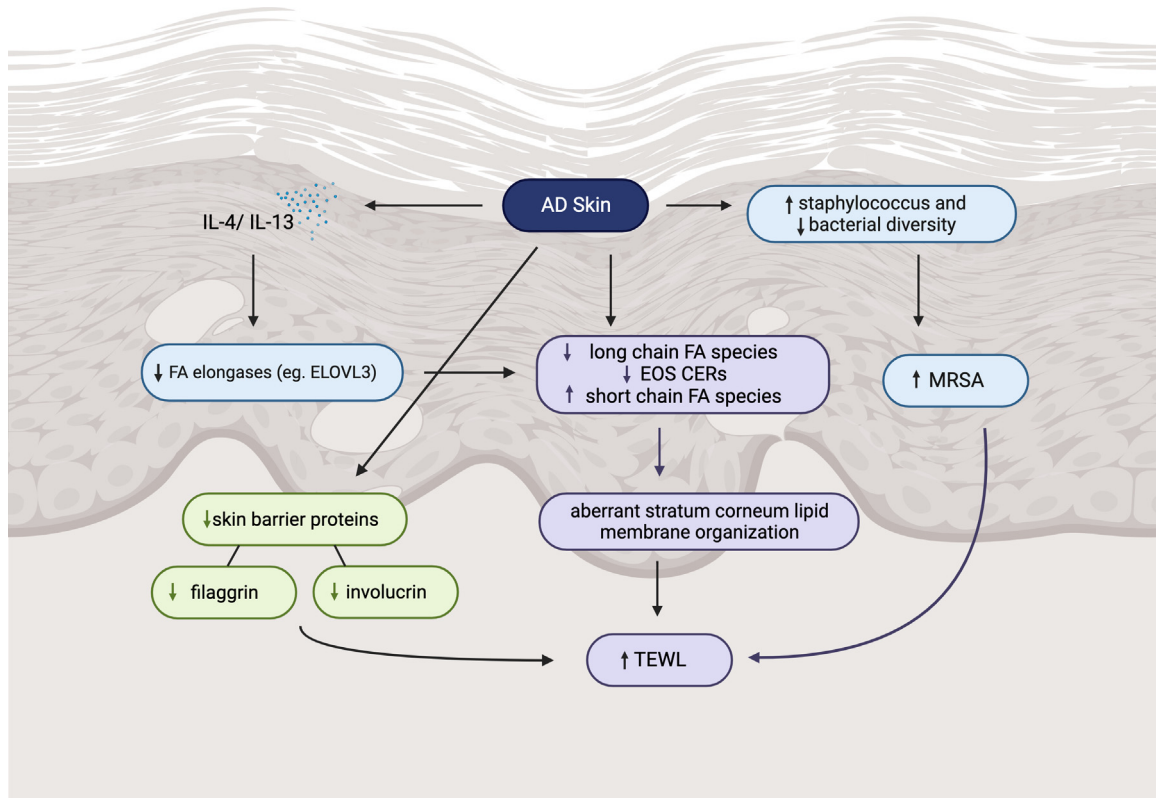 AD Skin
IL-4/ IL-13
↑ staphylococcus and
↓ bacterial diversity
↓ FA elongases (eg. ELOVL3)
↓ long chain FA species
↓ EOS CERs
↑ short chain FA species
↑ MRSA
↓skin barrier proteins
aberrant stratum corneum lipid
membrane organization
↓ filaggrin
↓ involucrin
↑ TEWL